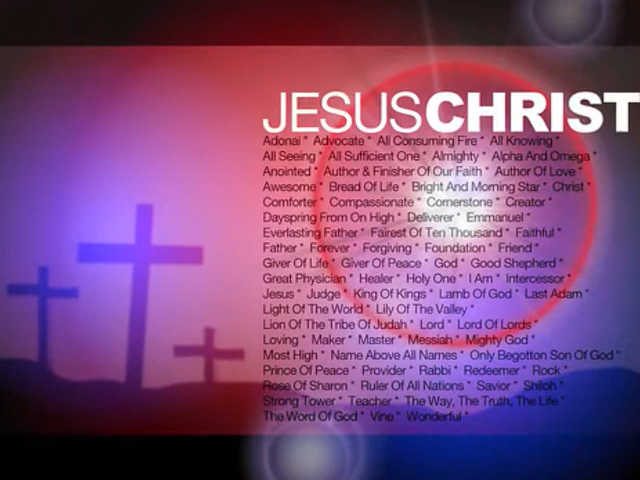 JESUSCHRIST
Adonai * Advocate * All Consuming Fire * All Knowing *
All Seeing * All Sufficient One * Almighty * Alpha And Omega *
Anointed * Author & Finisher Of Our Faith * Author Of Love *
Awesome * Bread Of Life * Bright And Morning Star * Christ *
Comforter * Compassionate * Cornerstone * Creator *
Dayspring From On High * Deliverer * Emmanuel *
Everlasting Father * Fairest Of Ten Thousand * Faithful *
Father * Forever * Forgiving * Foundation * Friend *
Giver Of Life * Giver Of Peace * God * Good Shepherd *
Great Physician * Healer * Holy One * I Am * Intercessor *
Jesus * Judge * King Of Kings * Lamb Of God * Last Adam *
Light Of The World * Lily Of The Valley *
Lion Of The Tribe Of Judah * Lord * Lord Of Lords *
Loving * Maker * Master * Messiah * Mighty God *
Most High * Name Above All Names * Only Begotton Son Of God *
Prince Of Peace * Provider * Rabbi * Redeemer * Rock *
Rose Of Sharon * Ruler Of All Nations * Savior * Shiloh *
Strong Tower * Teacher * The Way, The Truth, The Life *
The Word Of God * Vine * Wonderful *